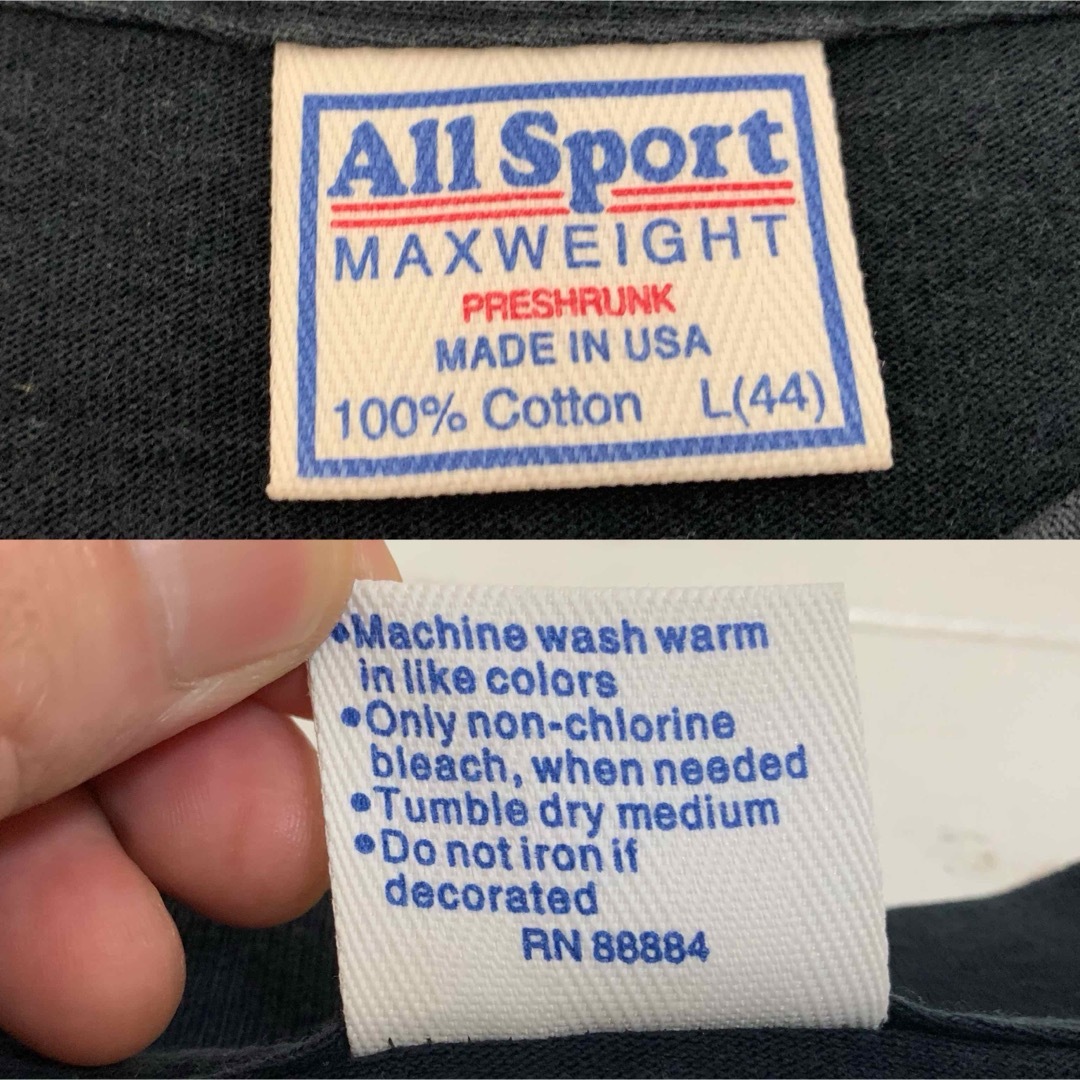 All Sport
MAXWEIGHT
PRESHRUNK
MADE IN USA
100% Cotton L(44)
•Machine wash warm
in like colors
•Only non-chlorine
bleach, when needed
•Tumble dry medium
•Do not iron if
decorated
RN 88884